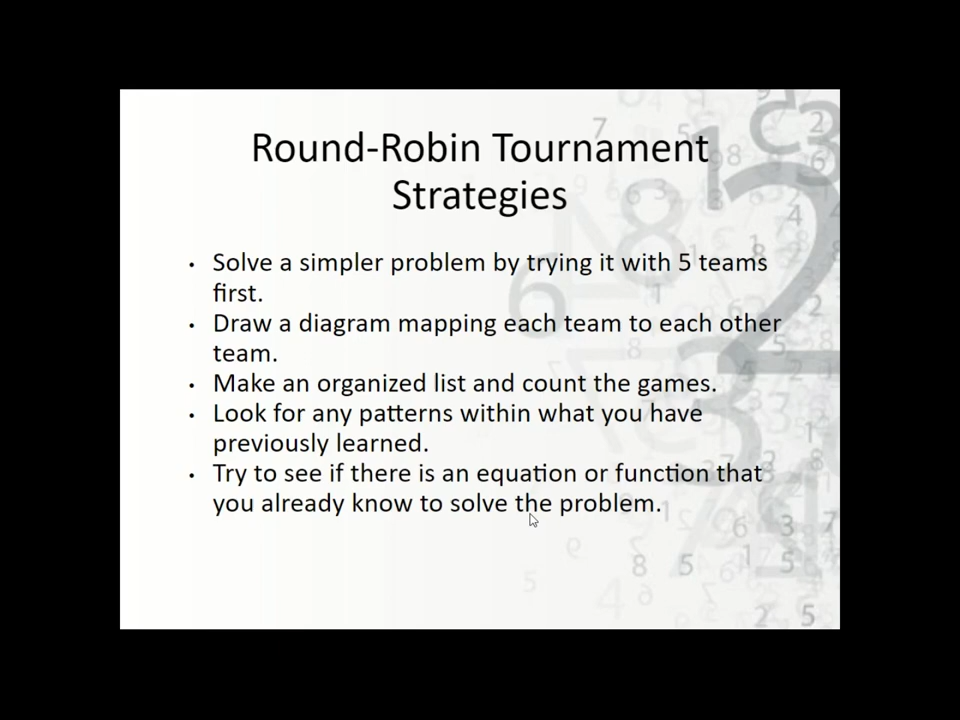 Round-Robin Tournament
Strategies
• Solve a simpler problem by trying it with 5 teams
first.
• Draw a diagram mapping each team to each other
team.
• Make an organized list and count the games.
• Look for any patterns within what you have
previously learned.
• Try to see if there is an equation or function that
you already know to solve the problem.